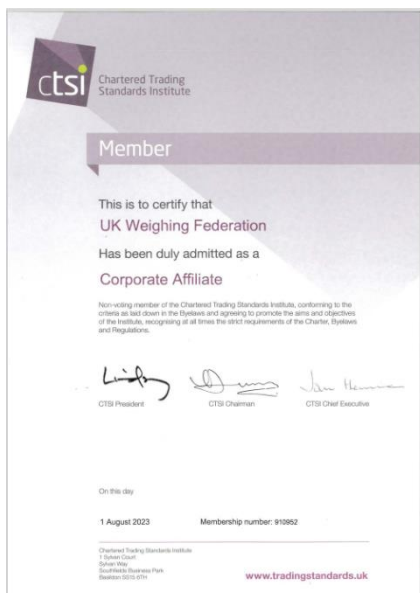 ctsi
Chartered Trading
Standards Institute
Member
This is to certify that
UK Weighing Federation
Has been duly admitted as a
Corporate Affiliate
Non-voting member of the Chartered Trading Standards Institute, conforming to the
criteria as laid down in the Byelaws and agreeing to promote the aims and objectives
of the Institute, recognising at all times the strict requirements of the Charter, Byelaws
and Regulations.
CTSI President
CTSI Chairman
CTSI Chief Executive
On this day
1 August 2023
Membership number: 910952
Chartered Trading Standards Institute
1 Sylvan Court
Sylvan Way
Southfields Business Park
Basildon SS15 6TH
www.tradingstandards.uk